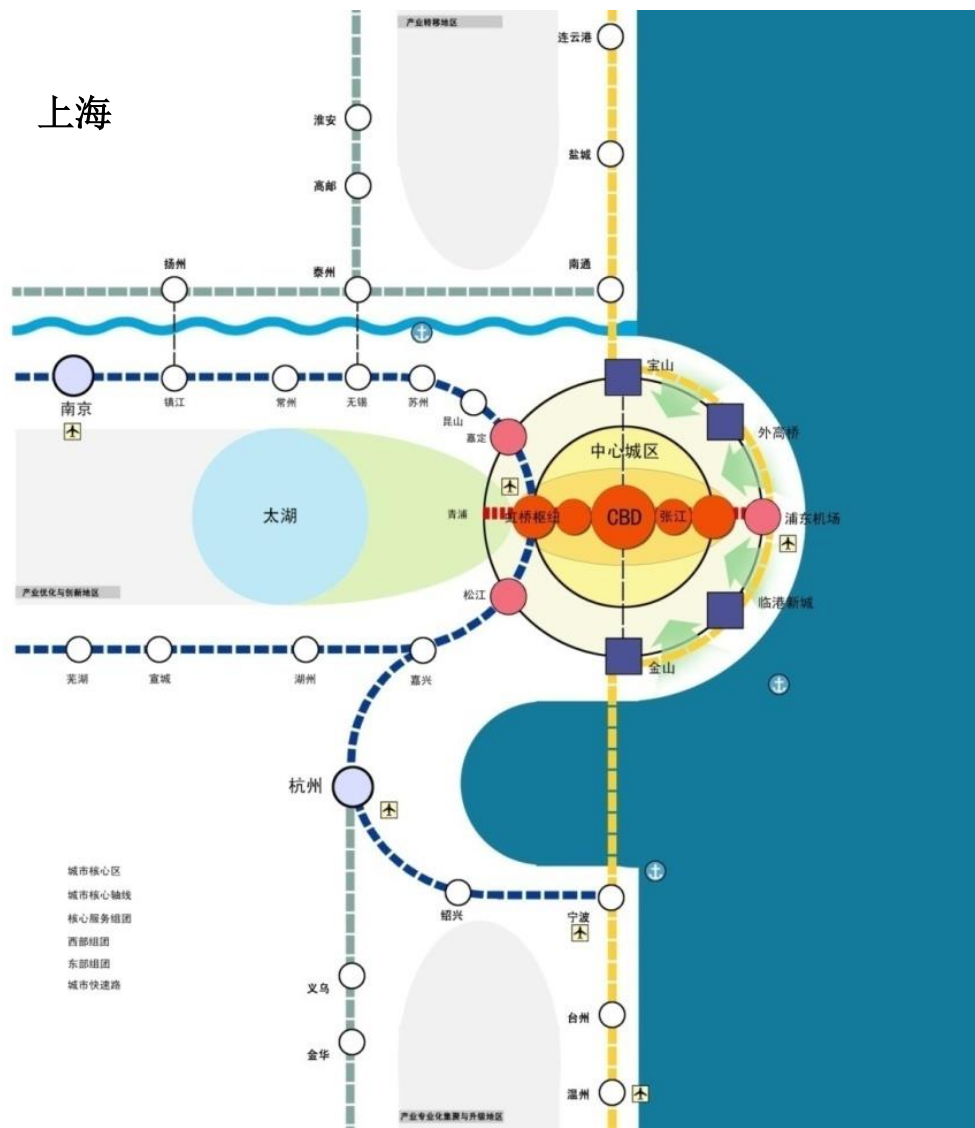 产业转移地区
连云港
上海
淮安
盐城
高邮
扬州
泰州
南通
宝山
南京
镇江
常州
无锡
苏州
昆山
嘉定
外高桥
中心城区
太湖
青浦
虹桥枢纽
CBD
张江
浦东机场
产业优化与创新地区
松江
临港新城
金山
芜湖
宣城
湖州
嘉兴
杭州
城市核心区
城市核心轴线
核心服务组团
西部组团
东部组团
城市快速路
绍兴
宁波
义乌
台州
金华
温州
产业专业化集聚与升级地区